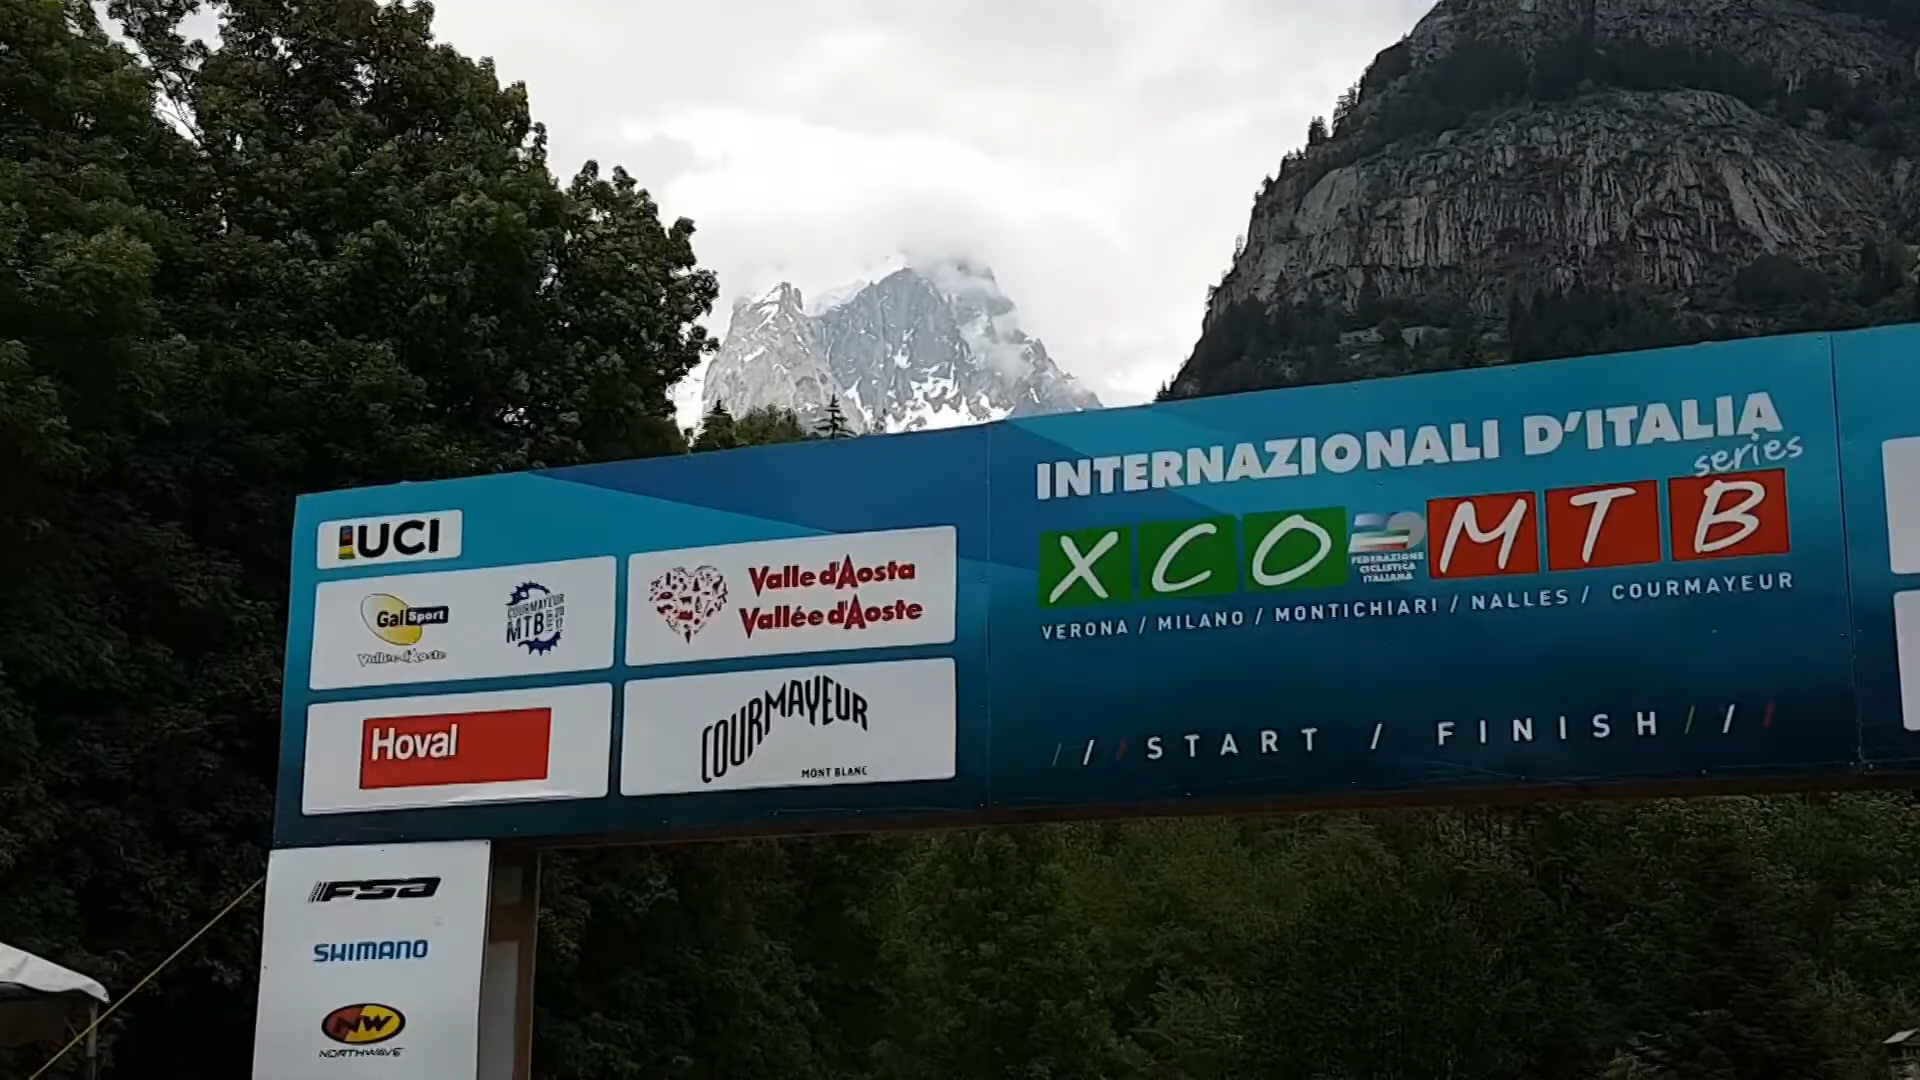 INTERNAZIONALI D'ITALIA
series
XCO
FEDERAZIONE
CICLISTICA
ITALIANA
MTB
VERONA / MILANO / MONTICHIARI / NALLES / COURMAYEUR
// / START / FINISH // /
UCI
Gal Sport
Vallée d'Aoste
COURMAYEUR
MTB
Valle d'Aosta
Vallée d'Aoste
Hoval
COURMAYEUR
MONT BLANC
FSA
SHIMANO
NW
NORTHWAVE